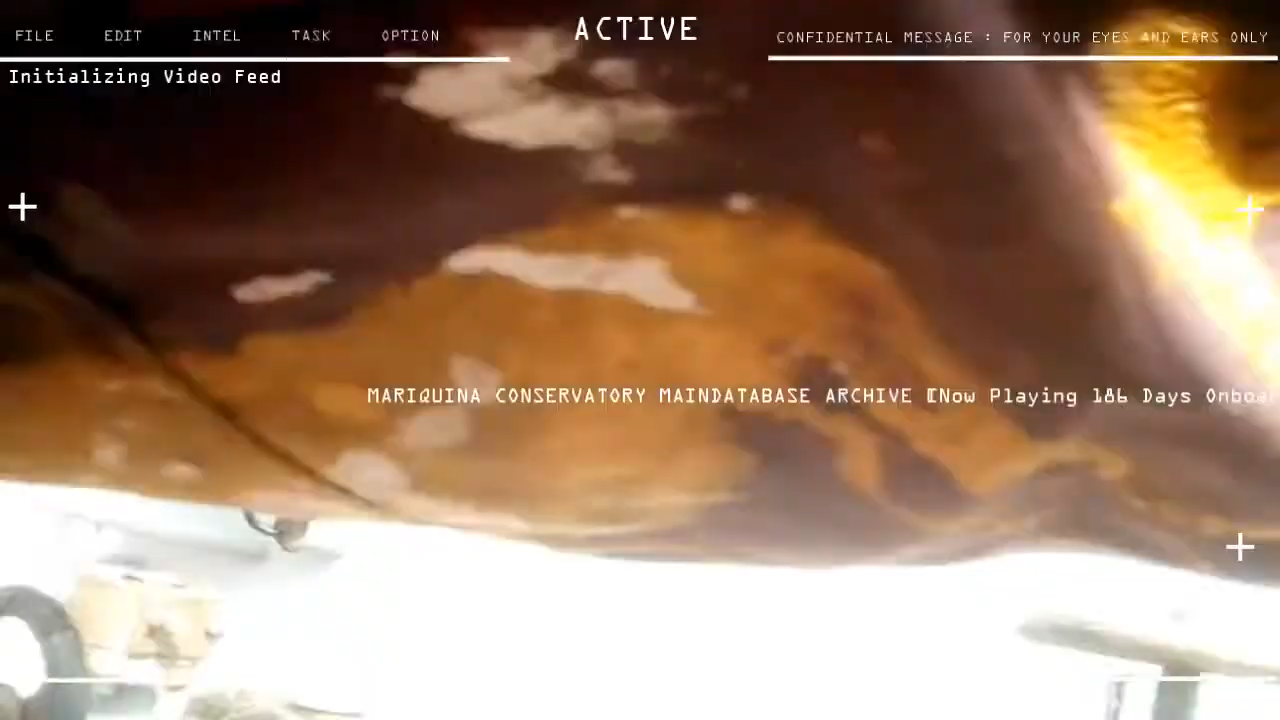 FILE EDIT INTEL TASK OPTION
ACTIVE
CONFIDENTIAL MESSAGE : FOR YOUR EYES AND EARS ONLY
Initializing Video Feed
MARIQUINA CONSERVATORY MAINDATABASE ARCHIVE [Now Playing 186 Days